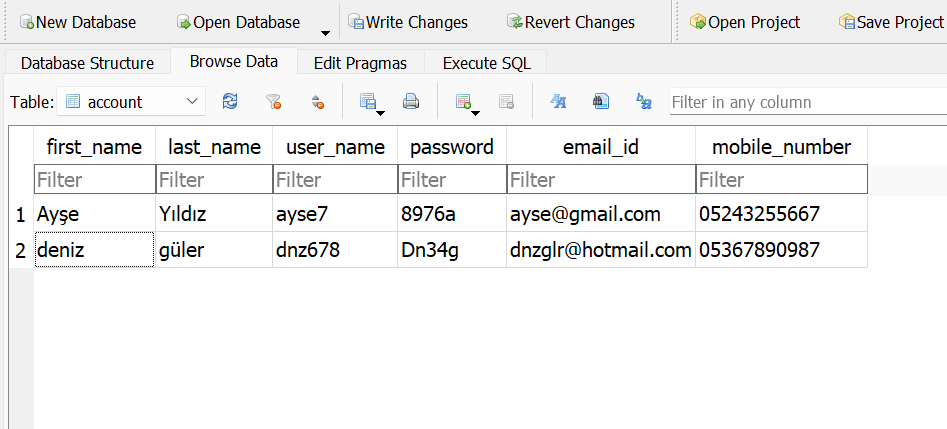 New Database Open Database Write Changes Revert Changes Open Project Save Project
Database Structure Browse Data Edit Pragmas Execute SQL
Table: account Filter in any column
first_name last_name user_name password email_id mobile_number
Filter Filter Filter Filter Filter Filter
1 Ayşe Yıldız ayse7 8976a ayse@gmail.com 05243255667
2 deniz güler dnz678 Dn34g dnzglr@hotmail.com 05367890987